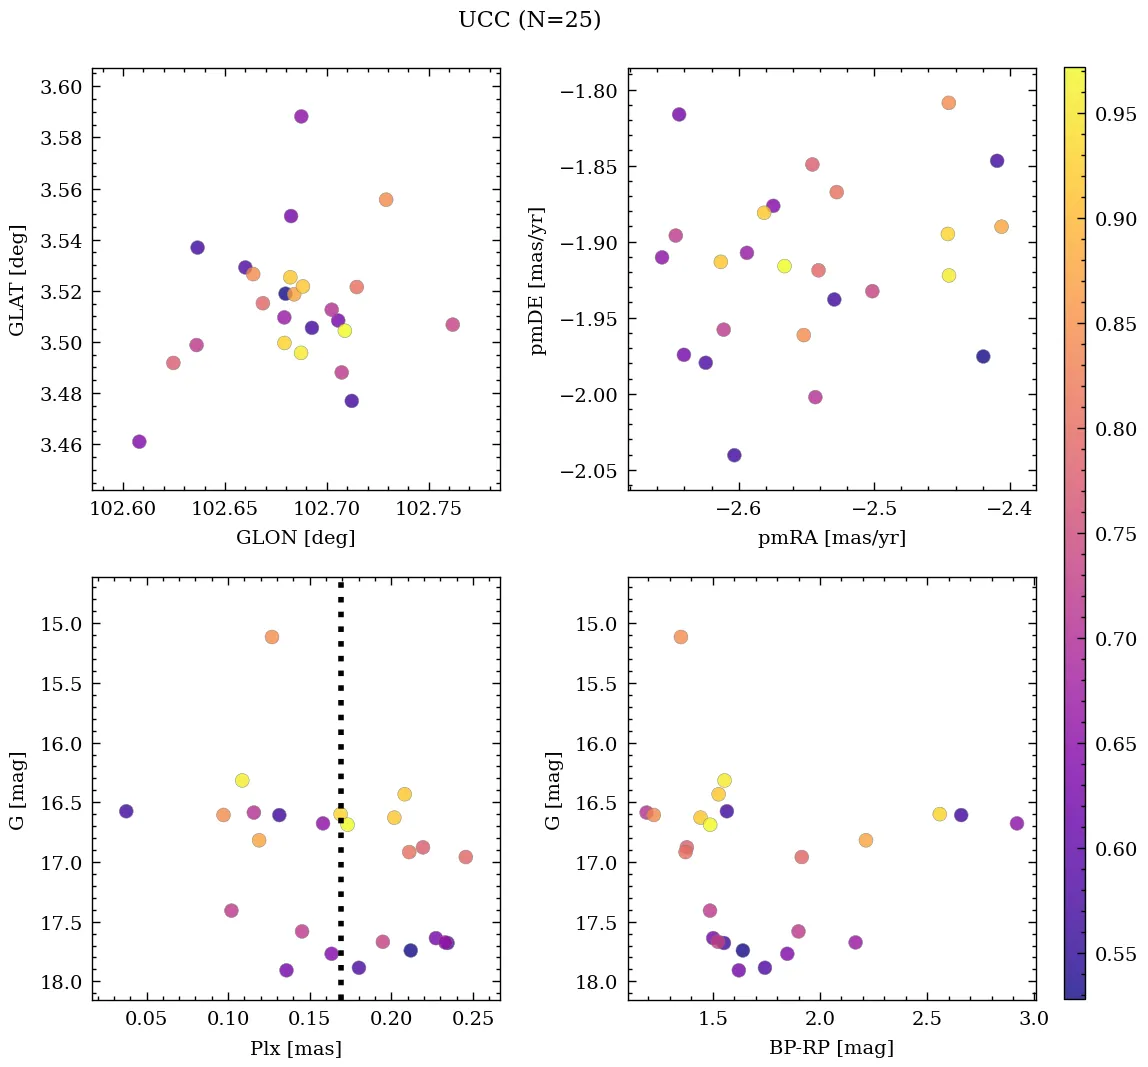 UCC (N=25)
3.60
3.58
3.56
3.54
3.52
3.50
3.48
3.46
GLAT [deg]
102.60 102.65 102.70 102.75
GLON [deg]
−1.80
−1.85
−1.90
−1.95
−2.00
−2.05
pmDE [mas/yr]
−2.6 −2.5 −2.4
pmRA [mas/yr]
15.0
15.5
16.0
16.5
17.0
17.5
18.0
G [mag]
0.05 0.10 0.15 0.20 0.25
Plx [mas]
15.0
15.5
16.0
16.5
17.0
17.5
18.0
G [mag]
1.5 2.0 2.5 3.0
BP-RP [mag]
0.95
0.90
0.85
0.80
0.75
0.70
0.65
0.60
0.55